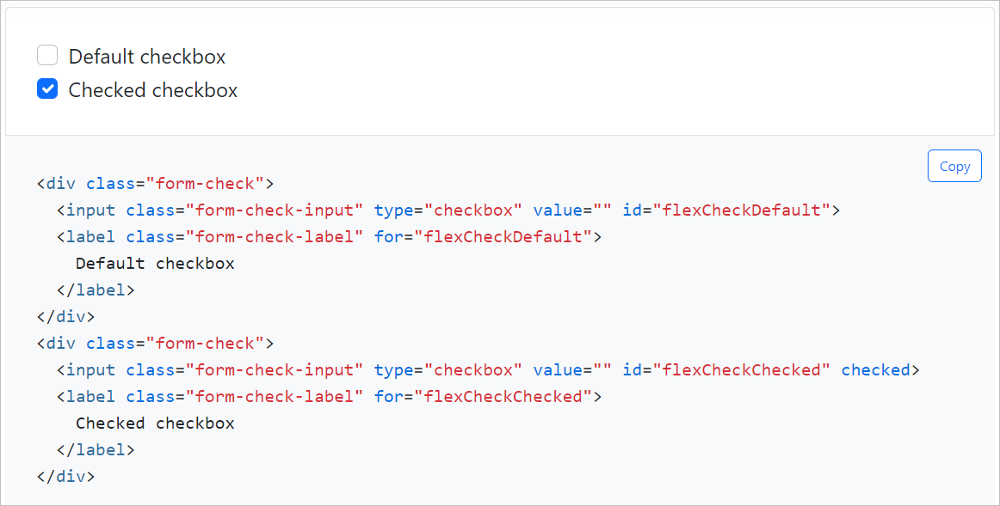 Default checkbox
Checked checkbox
Copy
<div class="form-check">
  <input class="form-check-input" type="checkbox" value="" id="flexCheckDefault">
  <label class="form-check-label" for="flexCheckDefault">
    Default checkbox
  </label>
</div>
<div class="form-check">
  <input class="form-check-input" type="checkbox" value="" id="flexCheckChecked" checked>
  <label class="form-check-label" for="flexCheckChecked">
    Checked checkbox
  </label>
</div>